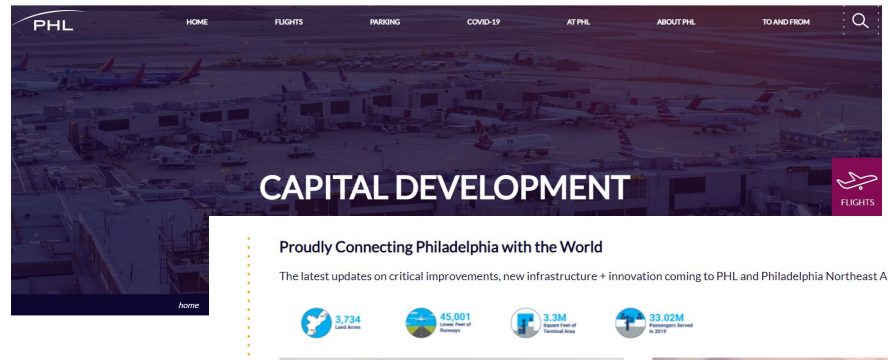 PHL
HOME
FLIGHTS
PARKING
COVID-19
AT PHL
ABOUT PHL
TO AND FROM
CAPITAL DEVELOPMENT
FLIGHTS
Proudly Connecting Philadelphia with the World
The latest updates on critical improvements, new infrastructure + innovation coming to PHL and Philadelphia Northeast A
home
3,734
Land Acres
45,001
Linear Feet of
Runways
3.3M
Square Feet of
Terminal Area
33.02M
Passengers Served
in 2019